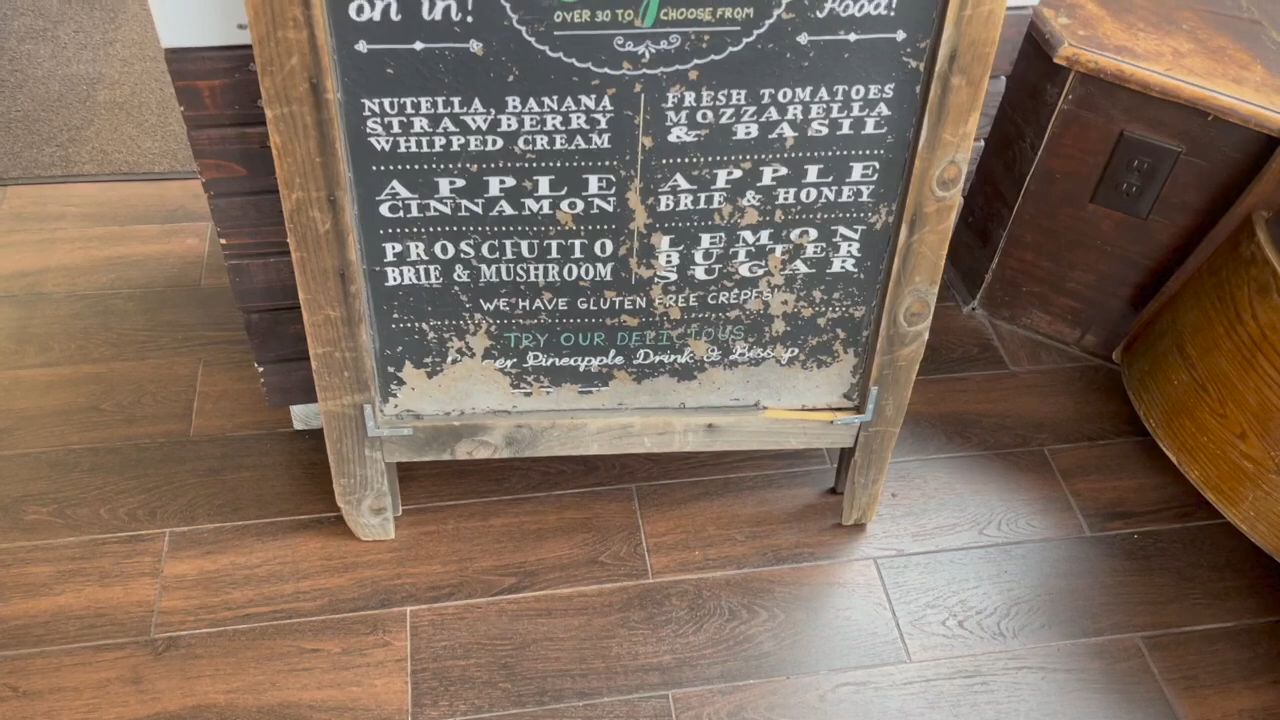 on in!
OVER 30 TO CHOOSE FROM
Food!
NUTELLA, BANANA
STRAWBERRY
WHIPPED CREAM
APPLE
CINNAMON
PROSCIUTTO
BRIE & MUSHROOM
FRESH TOMATOES
MOZZARELLA
& BASIL
APPLE
BRIE & HONEY
LEMON
BUTTER
SUGAR
WE HAVE GLUTEN FREE CREPES!
TRY OUR DELICIOUS
Pineapple Drink &